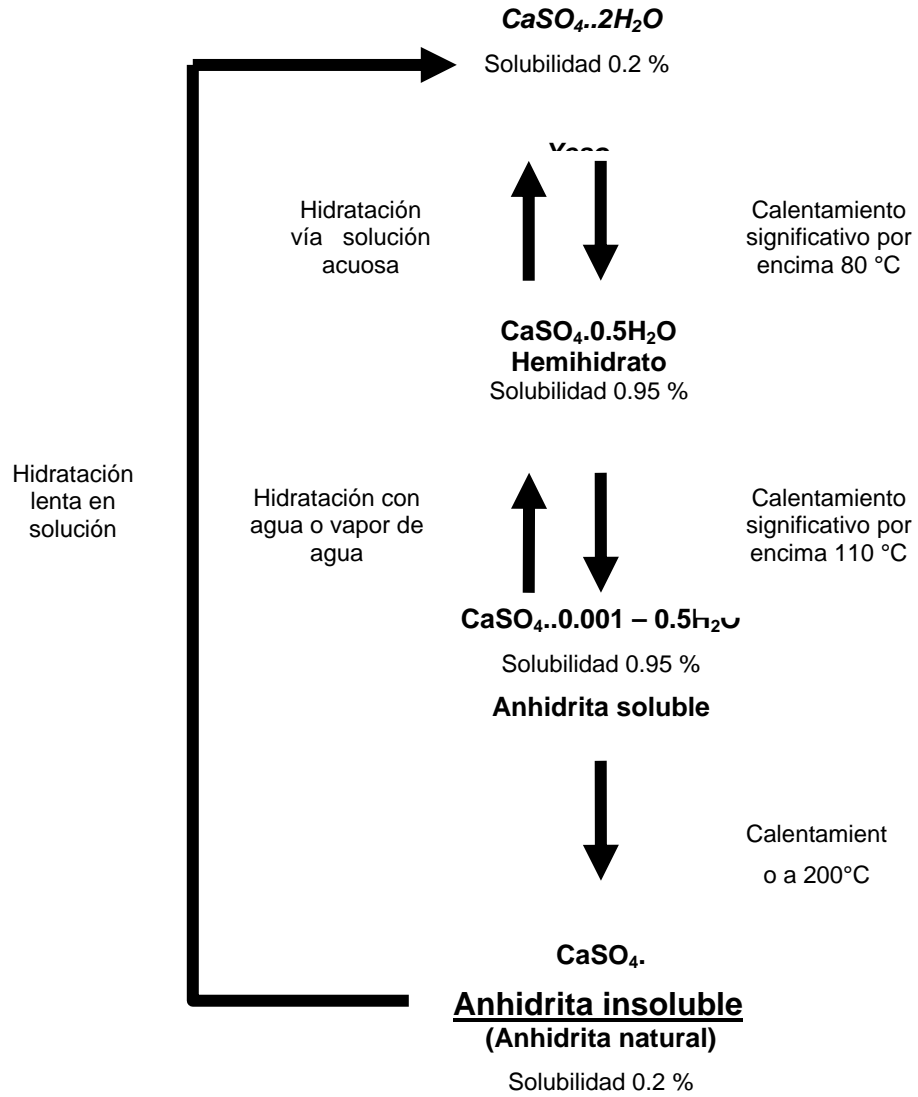 CaSO₄..2H₂O
Solubilidad 0.2 %
Hidratación
vía solución
acuosa
Calentamiento
significativo por
encima 80 °C
CaSO₄.0.5H₂O
Hemihidrato
Solubilidad 0.95 %
Hidratación
lenta en
solución
Hidratación con
agua o vapor de
agua
Calentamiento
significativo por
encima 110 °C
CaSO₄..0.001 – 0.5H₂O
Solubilidad 0.95 %
Anhidrita soluble
Calentamient
o a 200°C
CaSO₄.
Anhidrita insoluble
(Anhidrita natural)
Solubilidad 0.2 %